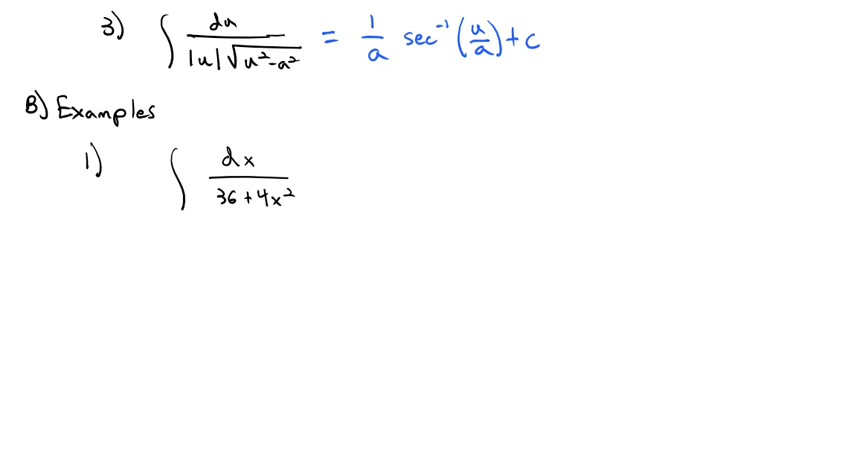 3) ∫ du / |u|√(u² - a²) = 1/a sec⁻¹ (u/a) + c
B) Examples
1) ∫ dx / 36 + 4x²